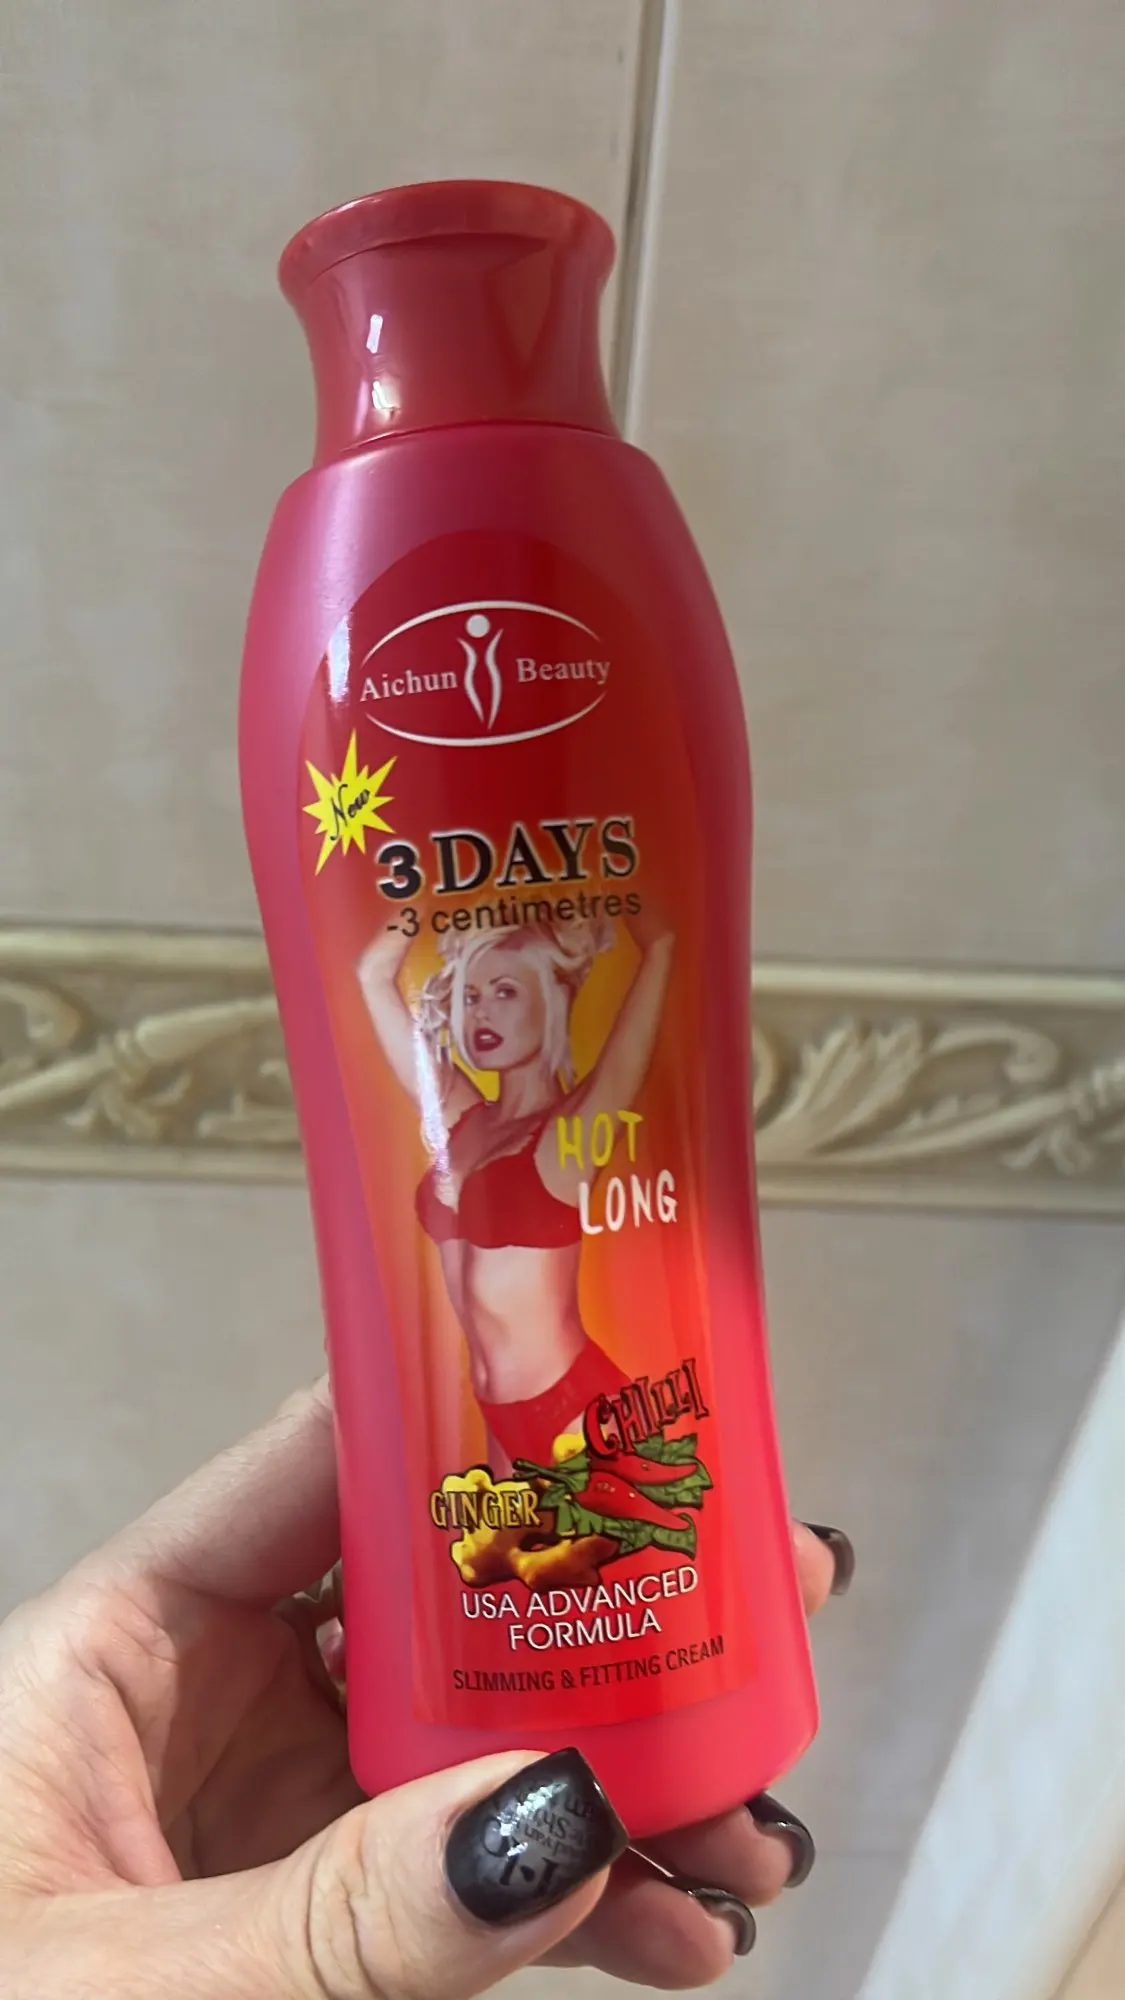 Aichun Beauty
New
3 DAYS
-3 centimetres
HOT
LONG
CHILLI
GINGER
USA ADVANCED
FORMULA
SLIMMING & FITTING CREAM